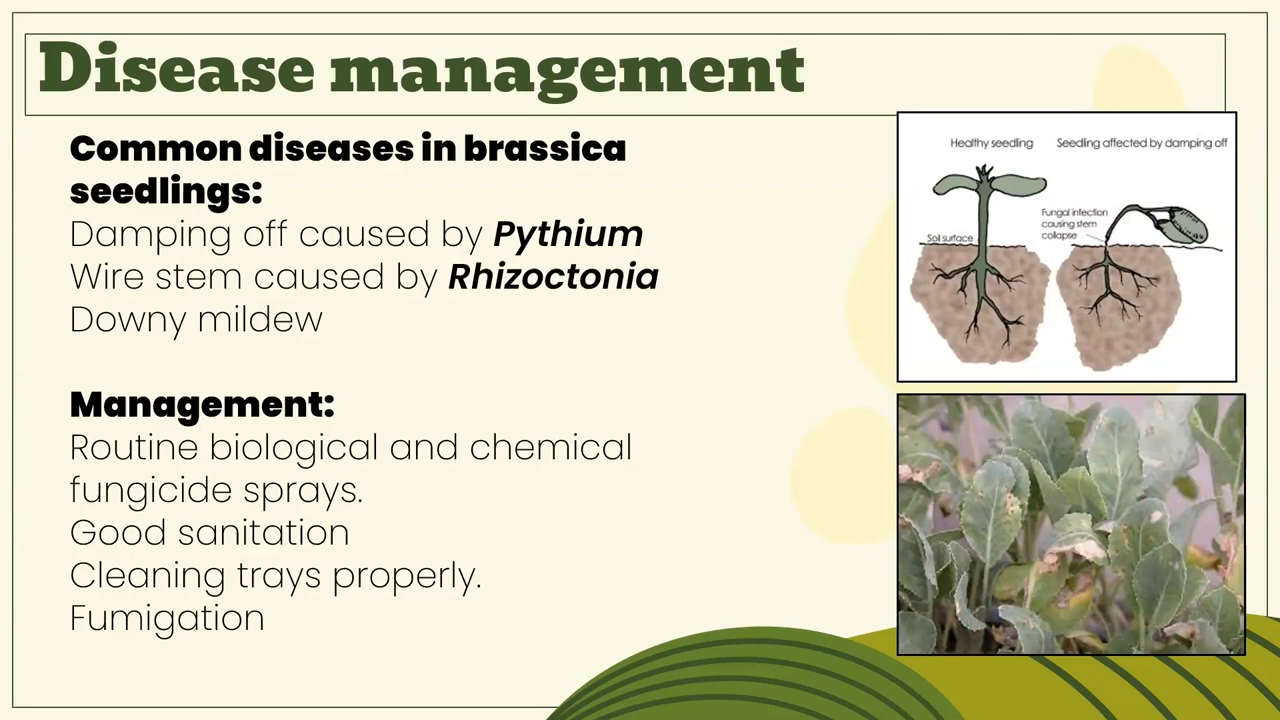 Disease management
Common diseases in brassica
seedlings:
Damping off caused by Pythium
Wire stem caused by Rhizoctonia
Downy mildew
Management:
Routine biological and chemical
fungicide sprays.
Good sanitation
Cleaning trays properly.
Fumigation
Healthy seedling
Seedling affected by damping off
Fungal infection
causing stem
collapse
Soil surface